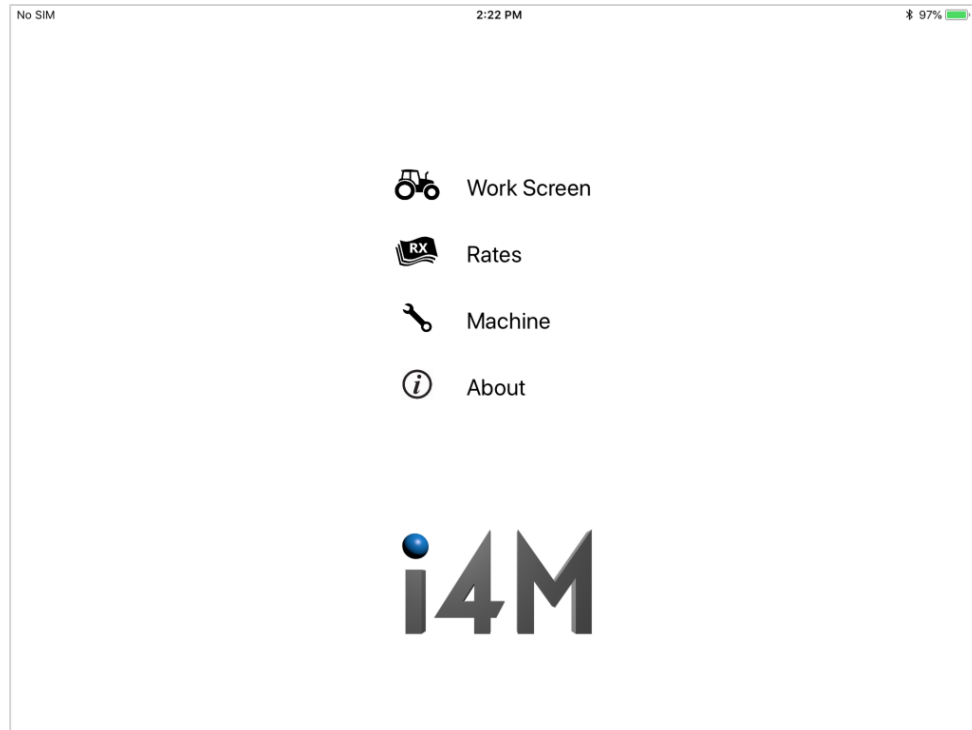 No SIM 2:22 PM 97%
Work Screen
RX Rates
Machine
i About
i4M